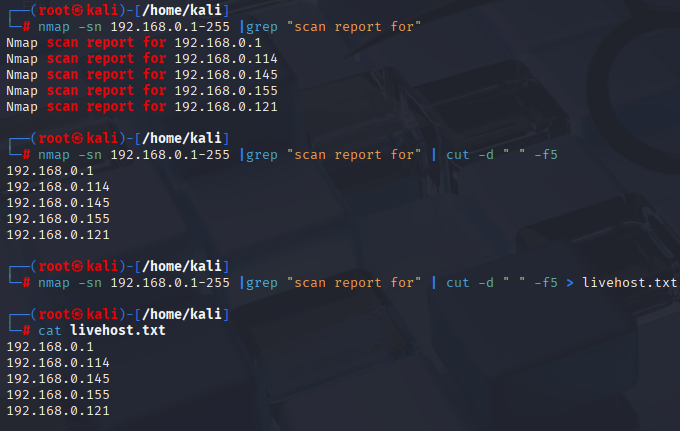 ┌──(root㉿kali)-[/home/kali]
└─# nmap -sn 192.168.0.1-255 |grep "scan report for"
Nmap scan report for 192.168.0.1
Nmap scan report for 192.168.0.114
Nmap scan report for 192.168.0.145
Nmap scan report for 192.168.0.155
Nmap scan report for 192.168.0.121
┌──(root㉿kali)-[/home/kali]
└─# nmap -sn 192.168.0.1-255 |grep "scan report for" | cut -d " " -f5
192.168.0.1
192.168.0.114
192.168.0.145
192.168.0.155
192.168.0.121
┌──(root㉿kali)-[/home/kali]
└─# nmap -sn 192.168.0.1-255 |grep "scan report for" | cut -d " " -f5 > livehost.txt
┌──(root㉿kali)-[/home/kali]
└─# cat livehost.txt
192.168.0.1
192.168.0.114
192.168.0.145
192.168.0.155
192.168.0.121